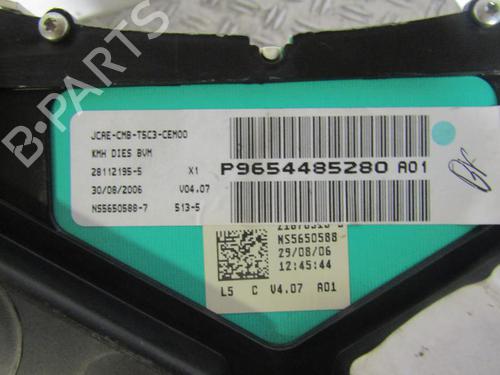 B-PARTS
JCAE-CMB-T5C3-CEM00
KMH DIES BVM
28112195-5 X1
30/08/2006 V04.07
NS5650588-7 513-5
P9654485280 A01
NS5650588
29/08/06
12:45:44
L5 C V4.07 A01